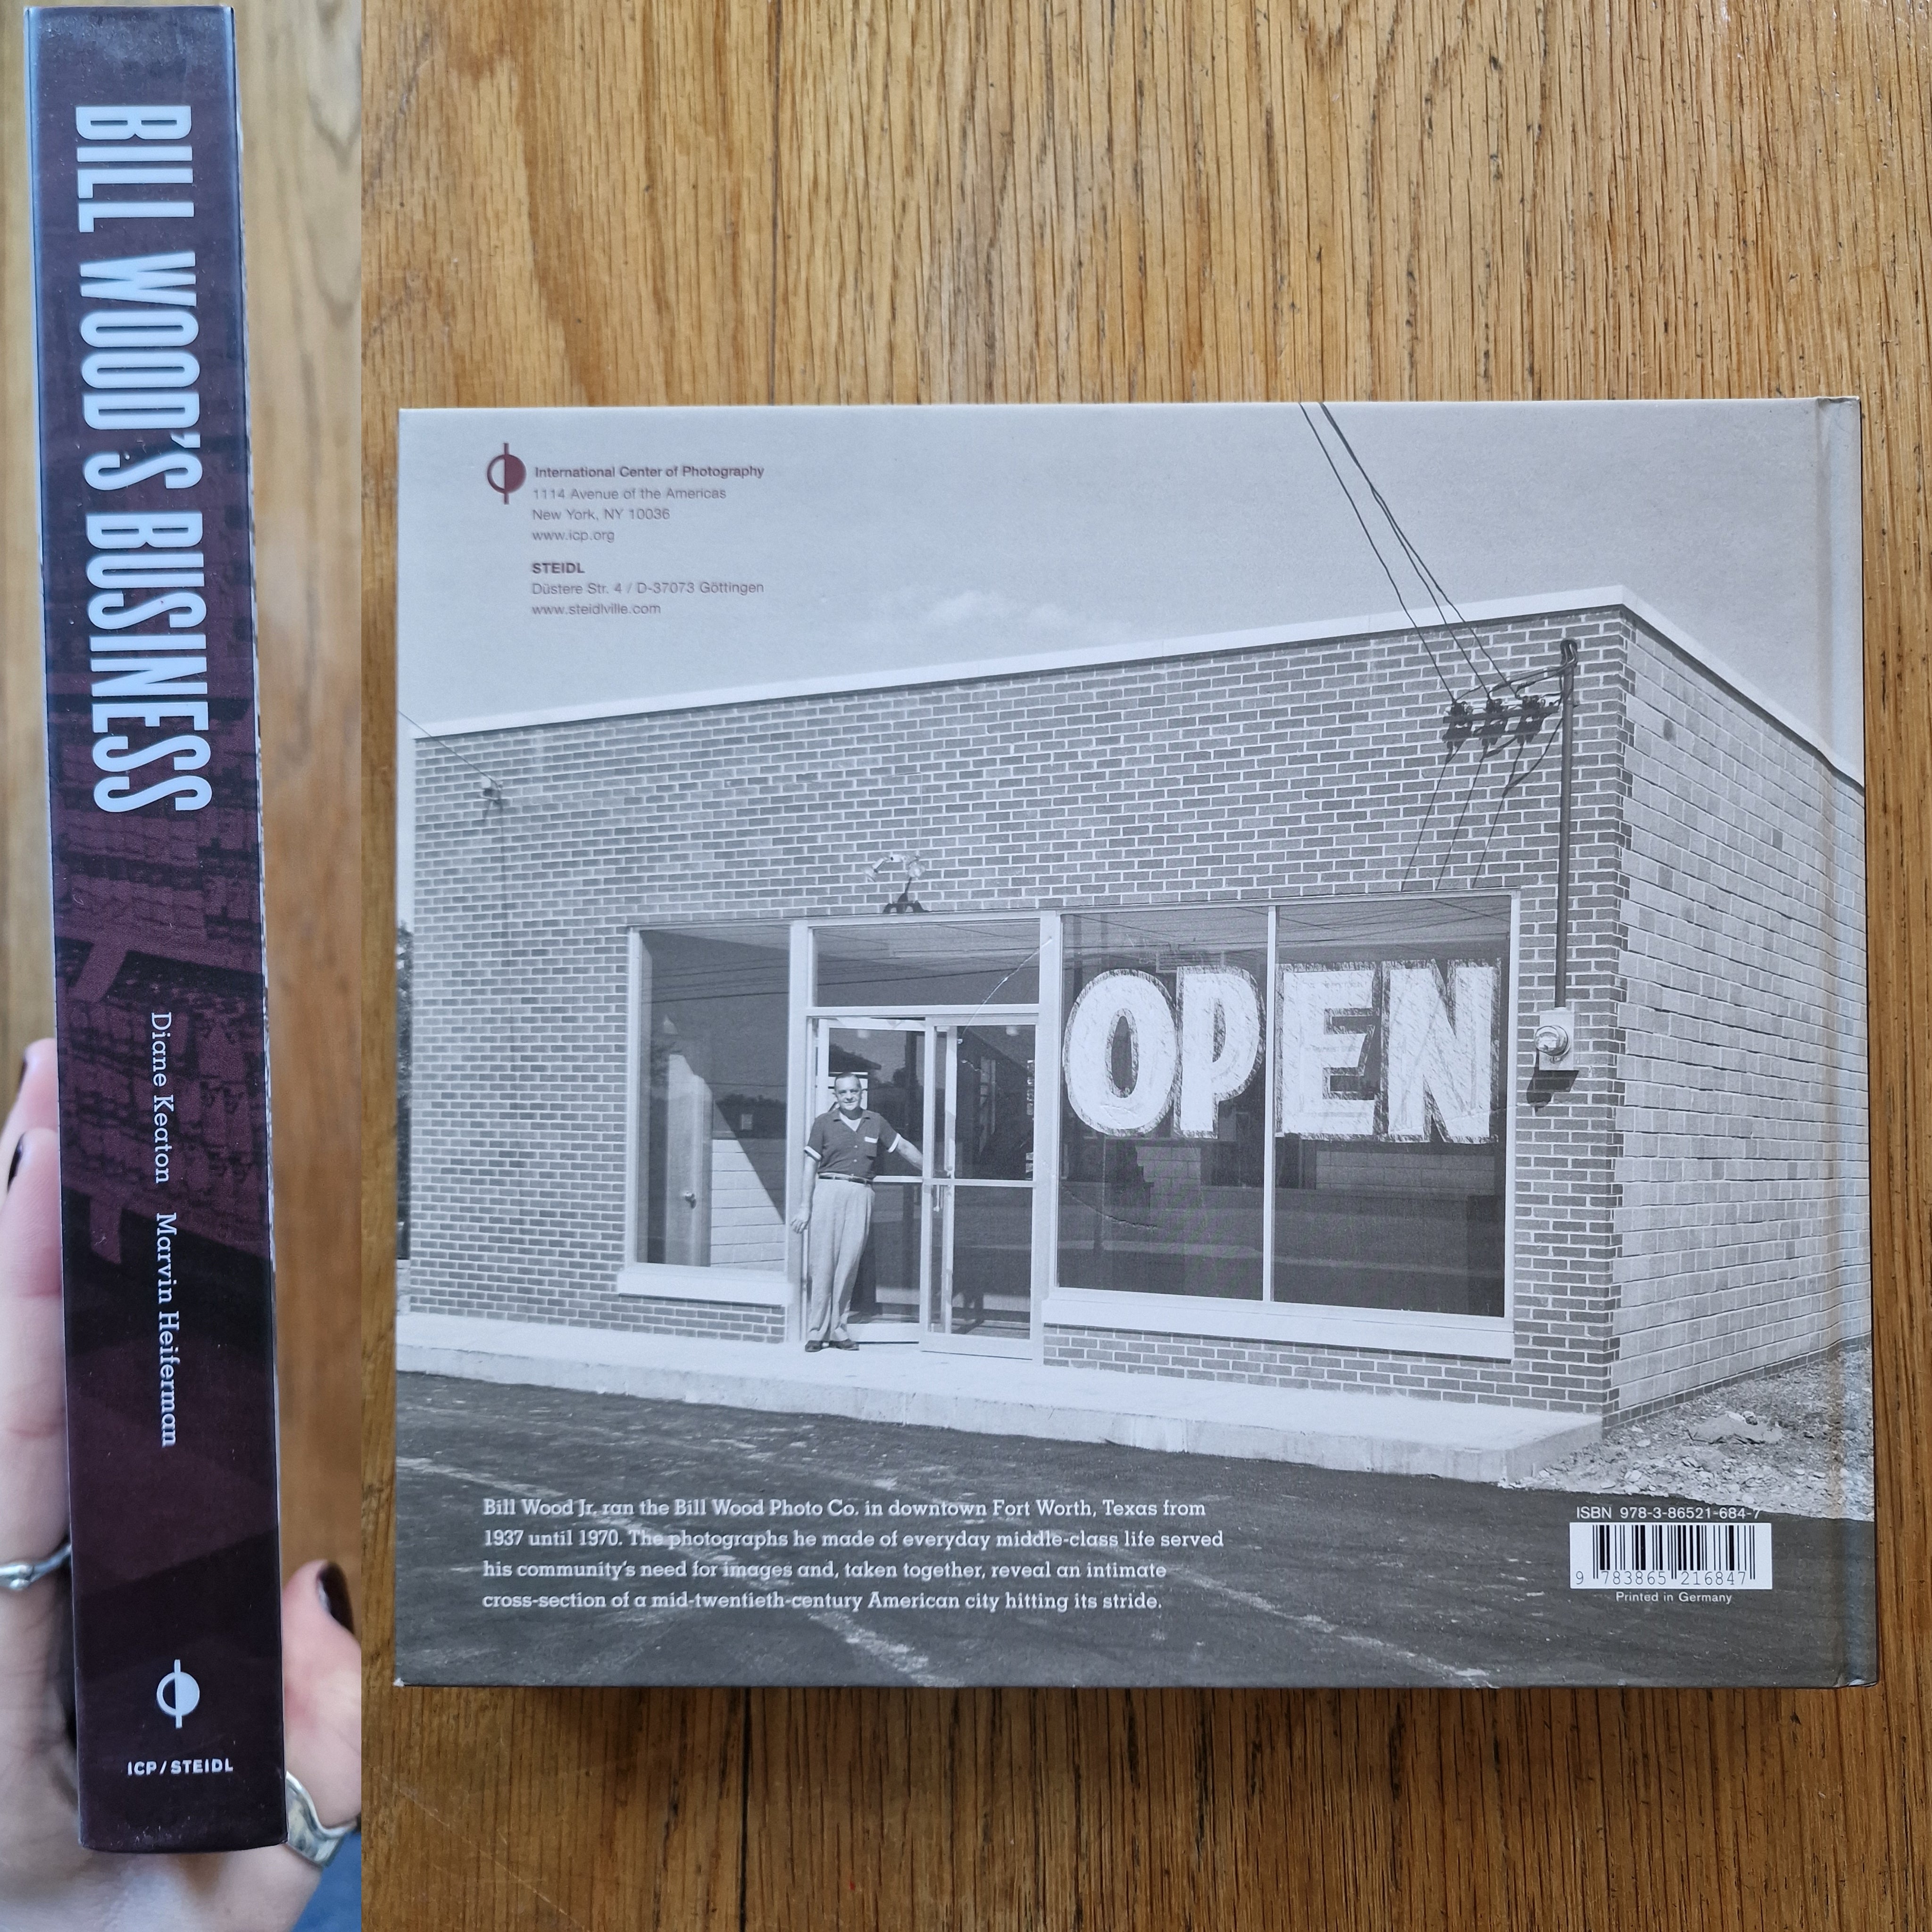 BILL WOOD'S BUSINESS
Diane Keaton Marvin Heiferman
ICP/STEIDL
International Center of Photography
1114 Avenue of the Americas
New York, NY 10036
www.icp.org
STEIDL
Düstere Str. 4 / D-37073 Göttingen
www.steidlville.com
OPEN
Bill Wood Jr. ran the Bill Wood Photo Co. in downtown Fort Worth, Texas from
1937 until 1970. The photographs he made of everyday middle-class life served
his community's need for images and, taken together, reveal an intimate
cross-section of a mid-twentieth-century American city hitting its stride.
ISBN 978-3-86521-684-7
9 783865 216847
Printed in Germany